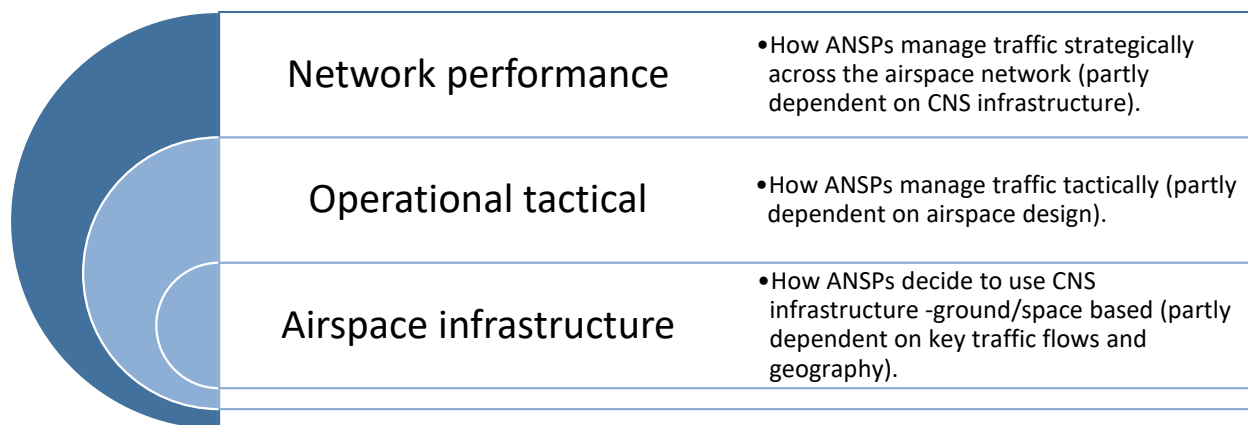 Network performance
•How ANSPs manage traffic strategically
across the airspace network (partly
dependent on CNS infrastructure).
Operational tactical
•How ANSPs manage traffic tactically (partly
dependent on airspace design).
Airspace infrastructure
•How ANSPs decide to use CNS
infrastructure -ground/space based (partly
dependent on key traffic flows and
geography).